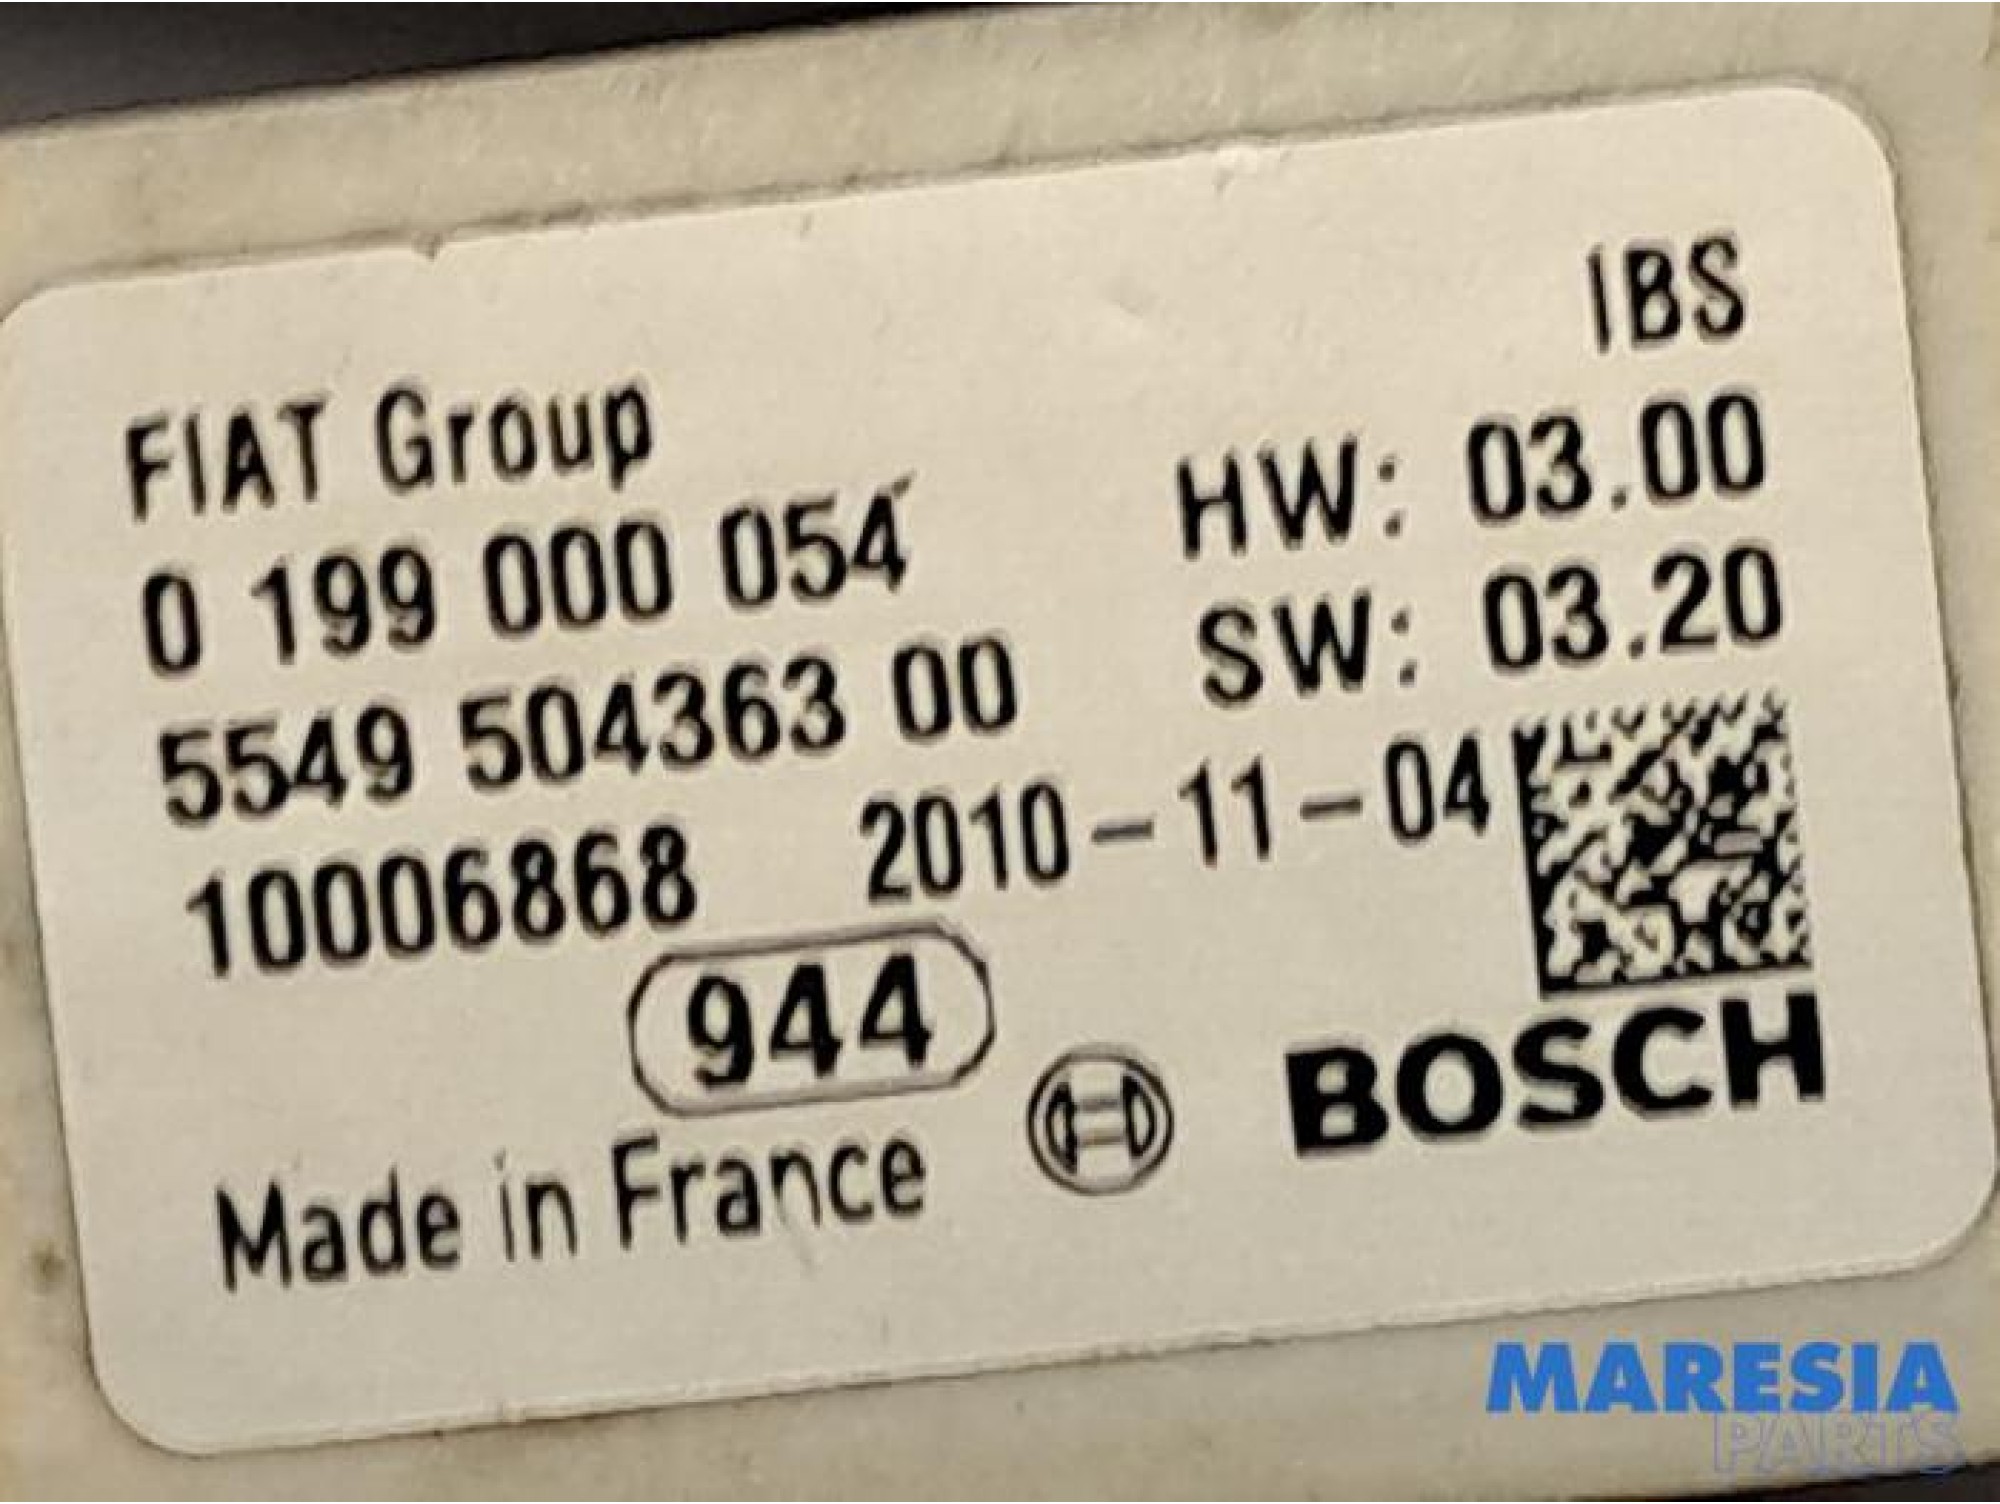 IBS
FIAT Group
HW: 03.00
0 199 000 054
SW: 03.20
5549 504363 00
10006868 2010-11-04
944
BOSCH
Made in France
MARESIA
PARTS